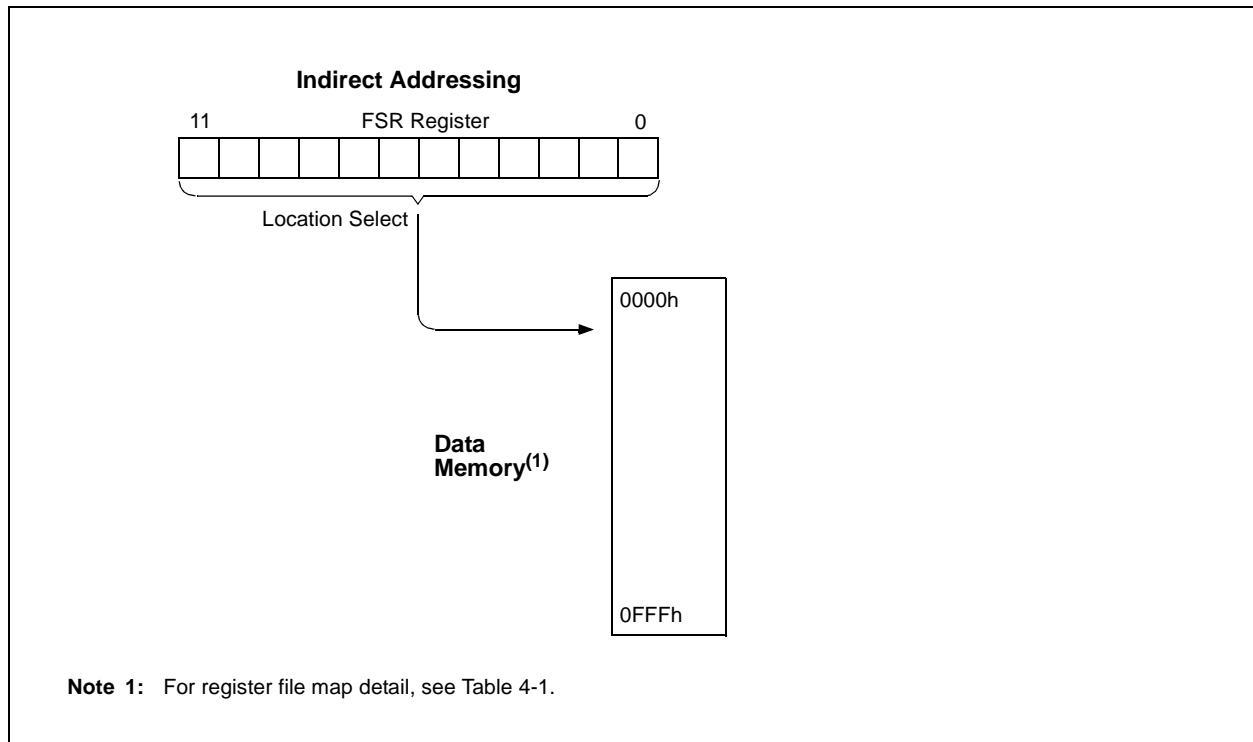 Indirect Addressing
11 FSR Register 0
Location Select
0000h
Data
Memory(1)
0FFFh
Note 1: For register file map detail, see Table 4-1.